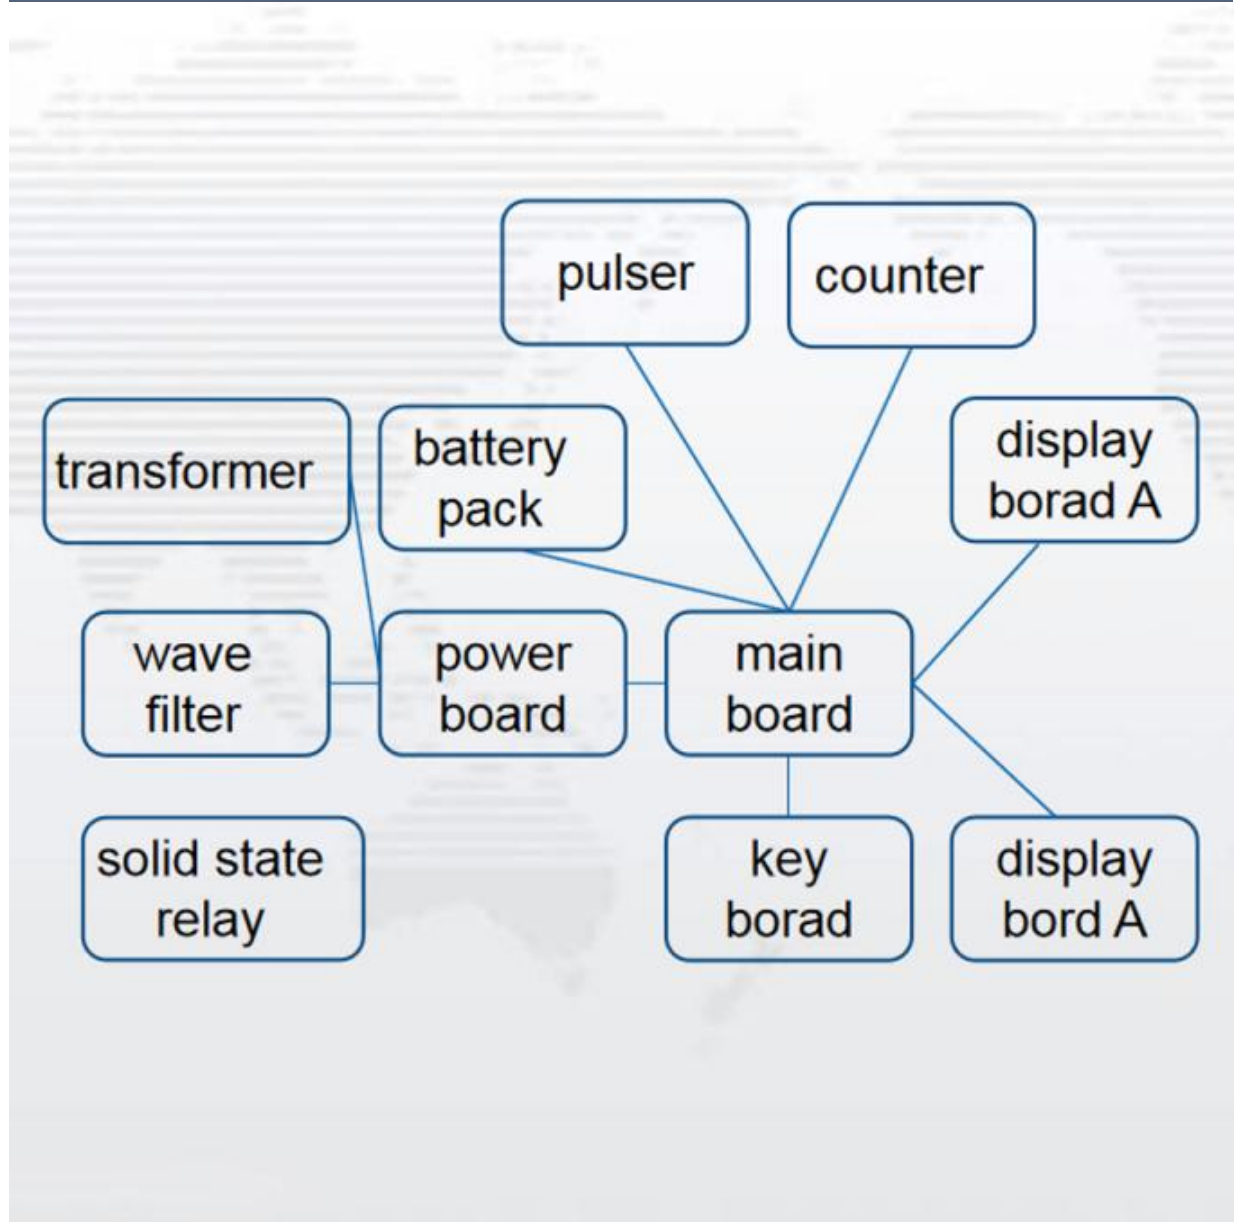 pulser
counter
transformer
battery
pack
display
borad A
wave
filter
power
board
main
board
solid state
relay
key
borad
display
bord A